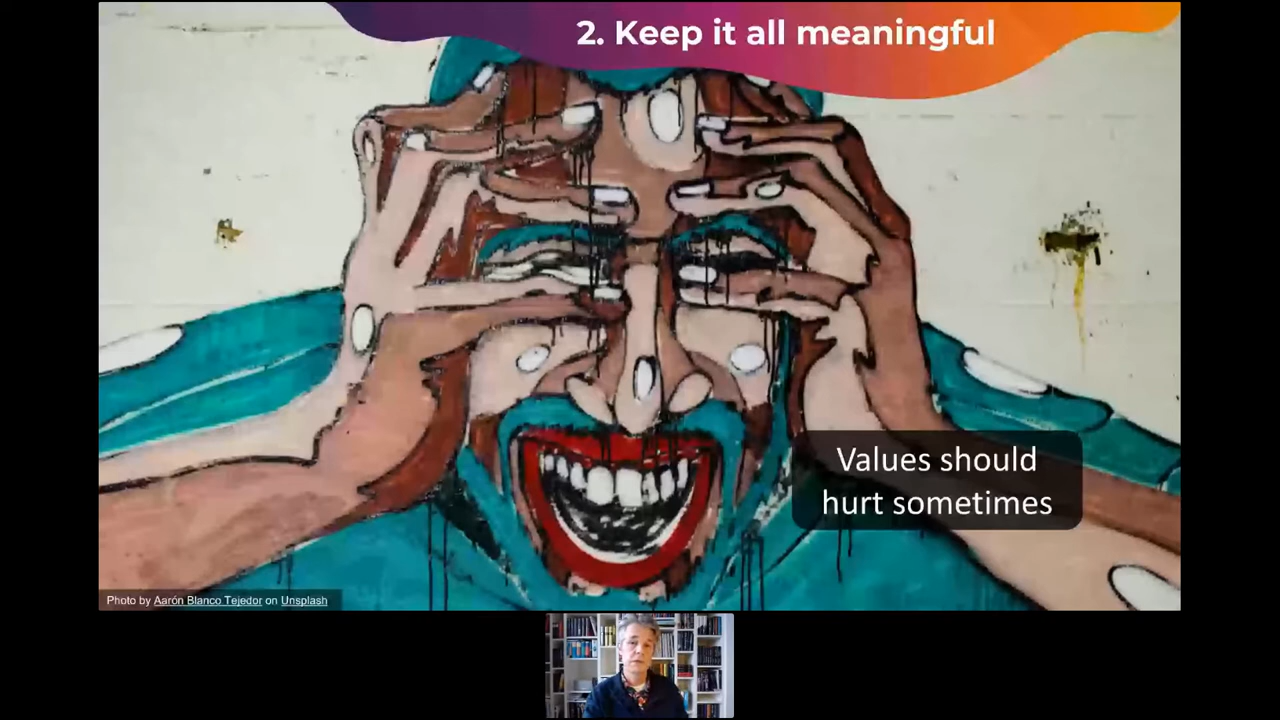 2. Keep it all meaningful
Values should
hurt sometimes
Photo by Aarón Blanco Tejedor on Unsplash